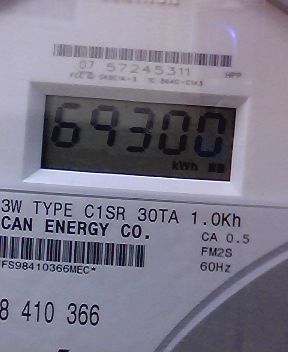 07 57245311
HPP
69300
kWh
3W TYPE C1SR 30TA 1.0Kh
CAN ENERGY CO.
CA 0.5
FM2S
60Hz
FS98410366MEC*
8 410 366